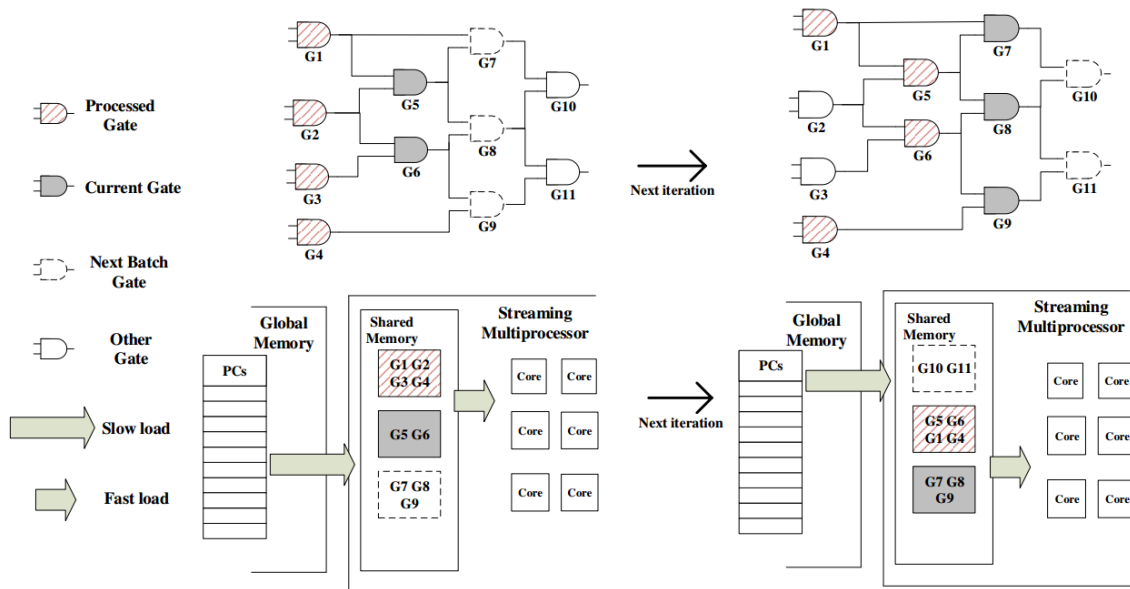 Processed
Gate
Current Gate
Next Batch
Gate
Other
Gate
Slow load
Fast load
G1
G2
G3
G4
G5
G6
G7
G8
G9
G10
G11
Next iteration
G1
G2
G3
G4
G5
G6
G7
G8
G9
G10
G11
Global
Memory
PCs
Shared
Memory
G1 G2
G3 G4
G5 G6
G7 G8
G9
Streaming
Multiprocessor
Core Core
Core Core
Core Core
Next iteration
Global
Memory
PCs
Shared
Memory
G10 G11
G5 G6
G1 G4
G7 G8
G9
Streaming
Multiprocessor
Core Core
Core Core
Core Core